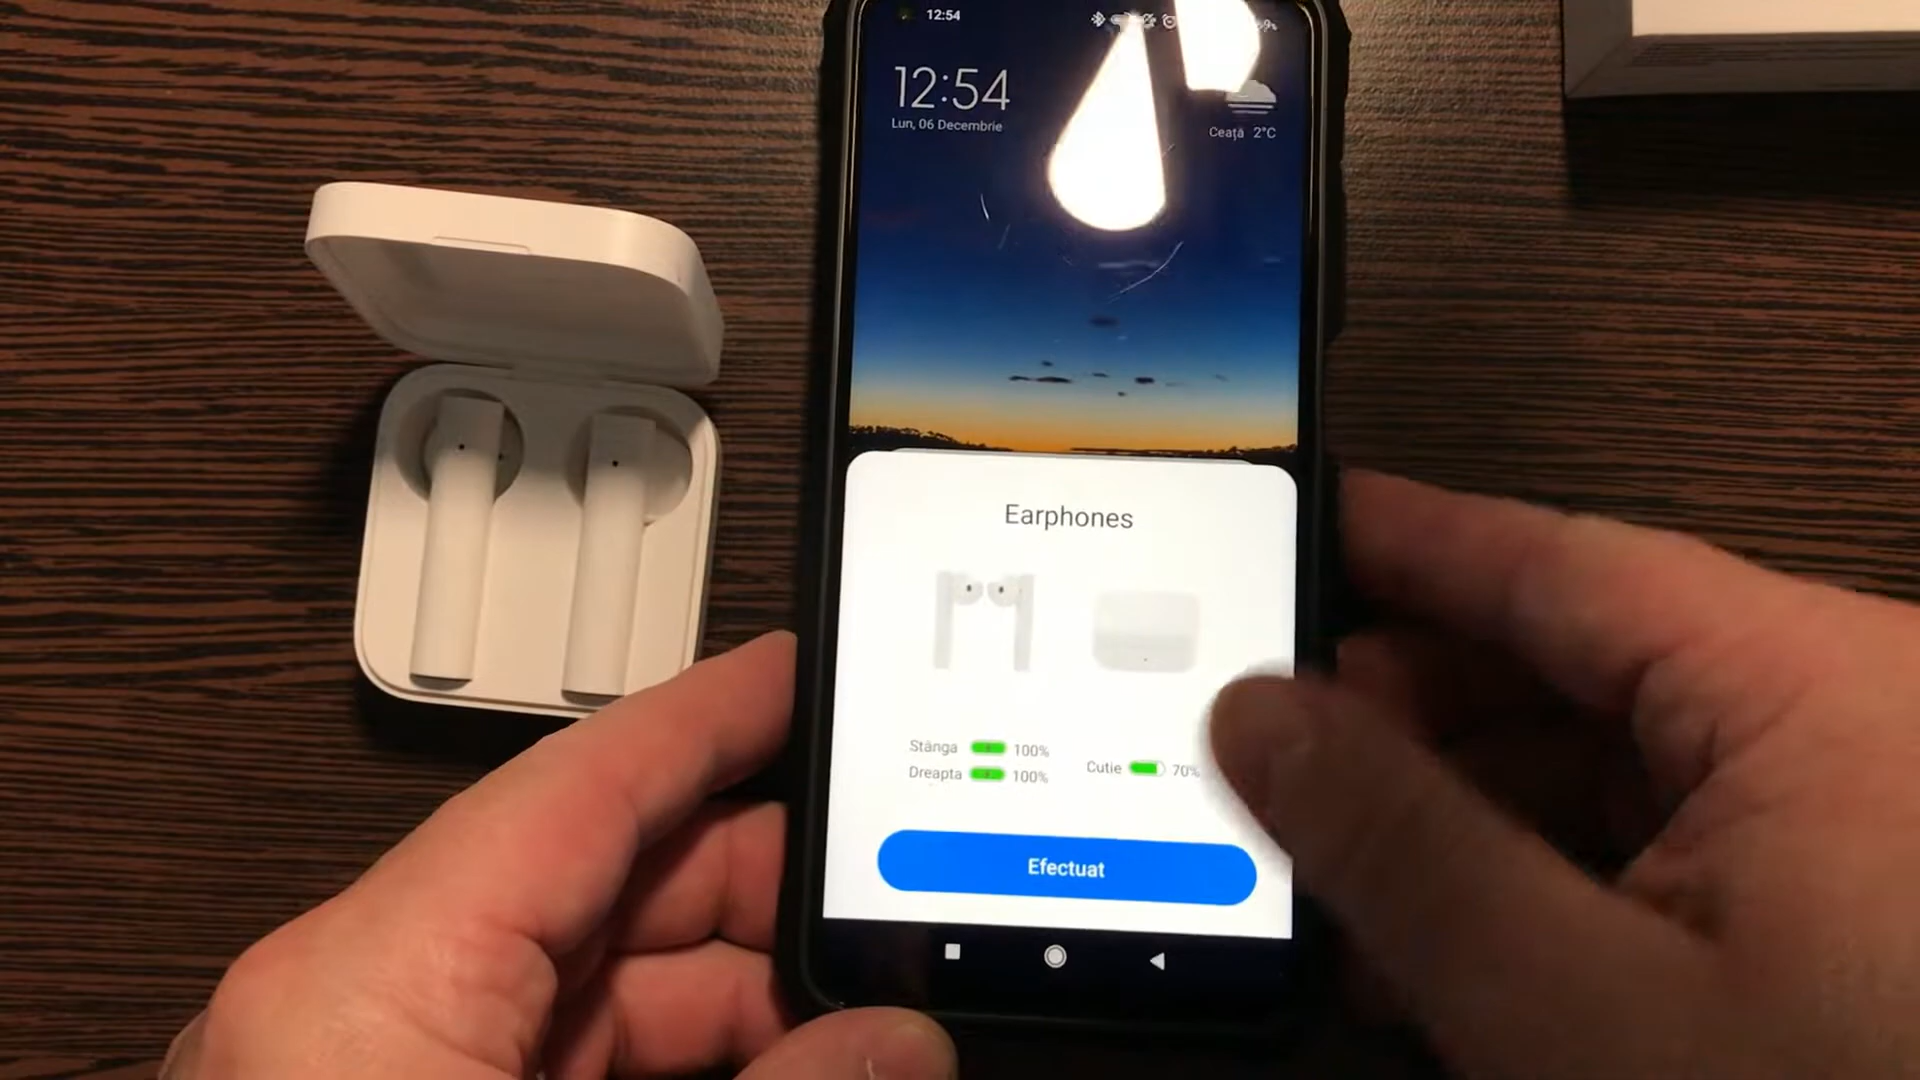 12:54
12:54
Lun, 06 Decembrie
Ceață 2°C
Earphones
Stânga 100%
Dreapta 100%
Cutie 70%
Efectuat